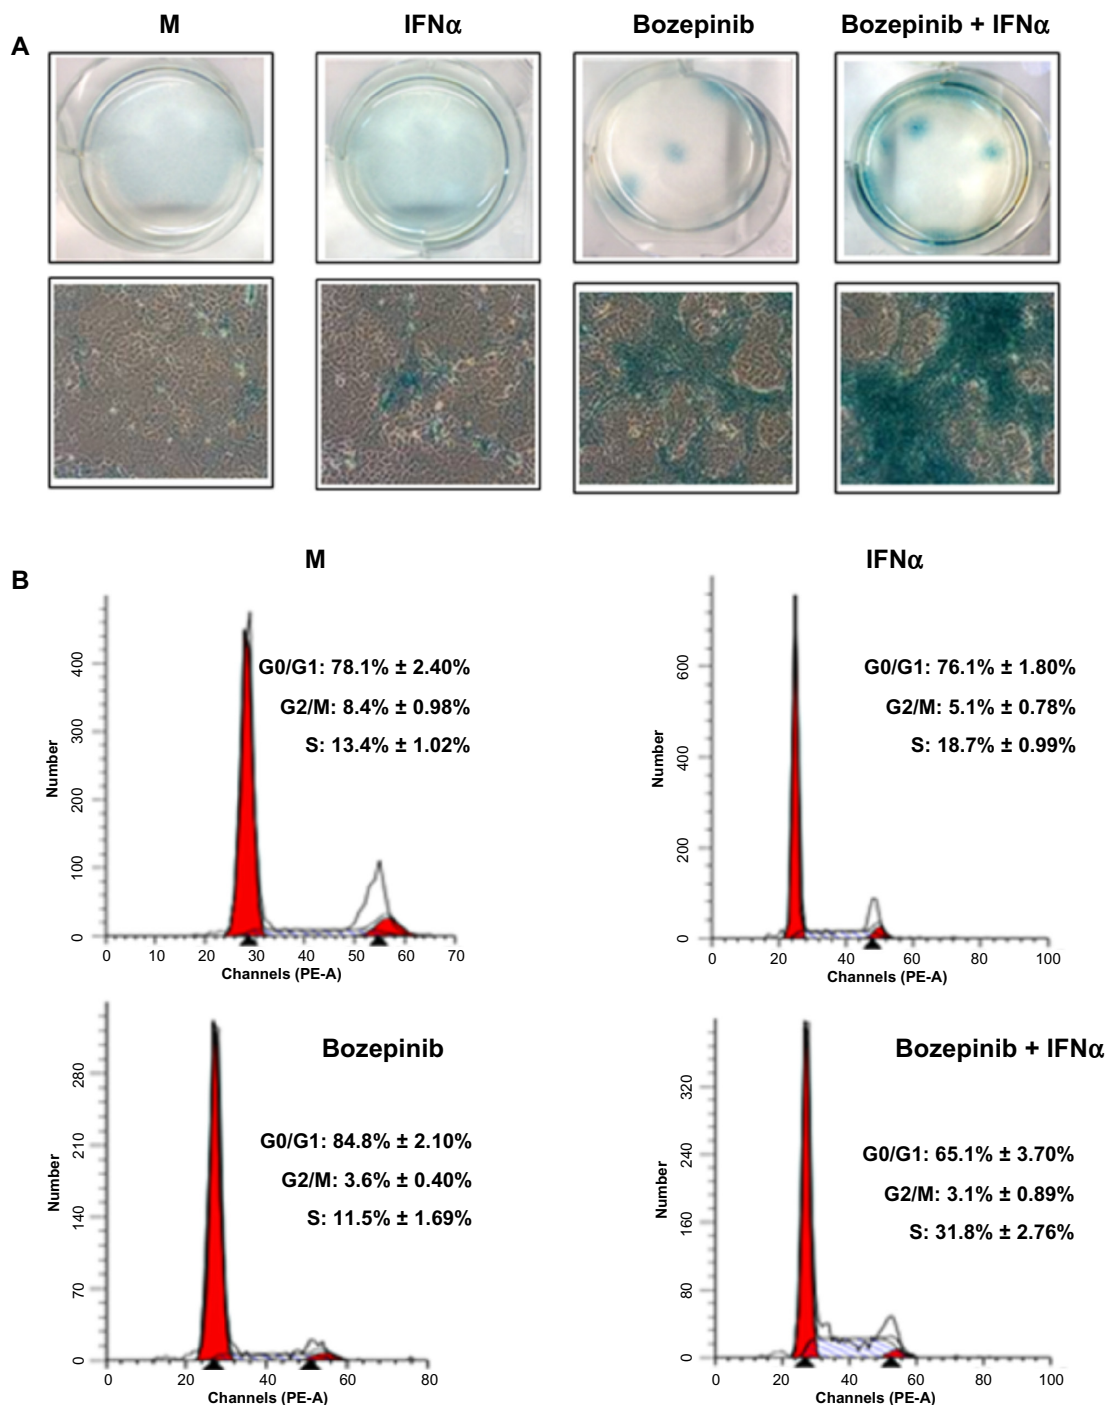 M
IFNα
Bozepinib
Bozepinib + IFNα
A
B
M
400
300
200
100
0
Number
G0/G1: 78.1% ± 2.40%
G2/M: 8.4% ± 0.98%
S: 13.4% ± 1.02%
0 10 20 30 40 50 60 70
Channels (PE-A)
IFNα
600
400
200
0
Number
G0/G1: 76.1% ± 1.80%
G2/M: 5.1% ± 0.78%
S: 18.7% ± 0.99%
0 20 40 60 80 100
Channels (PE-A)
Bozepinib
280
210
140
70
0
Number
G0/G1: 84.8% ± 2.10%
G2/M: 3.6% ± 0.40%
S: 11.5% ± 1.69%
0 20 40 60 80
Channels (PE-A)
Bozepinib + IFNα
320
240
160
80
0
Number
G0/G1: 65.1% ± 3.70%
G2/M: 3.1% ± 0.89%
S: 31.8% ± 2.76%
0 20 40 60 80 100
Channels (PE-A)